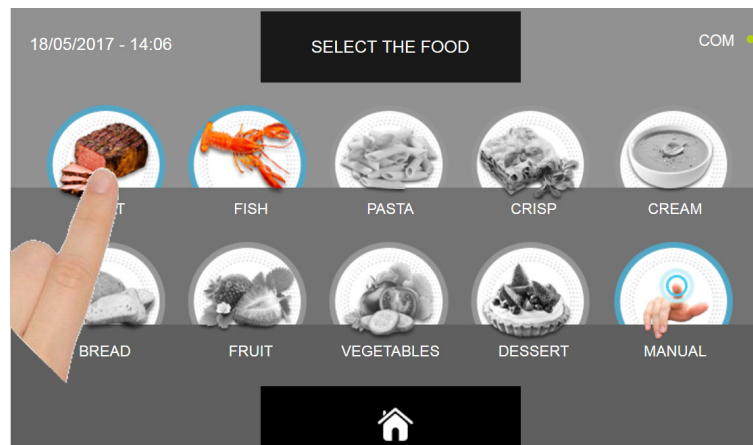 18/05/2017 - 14:06
SELECT THE FOOD
COM
FISH
PASTA
CRISP
CREAM
BREAD
FRUIT
VEGETABLES
DESSERT
MANUAL